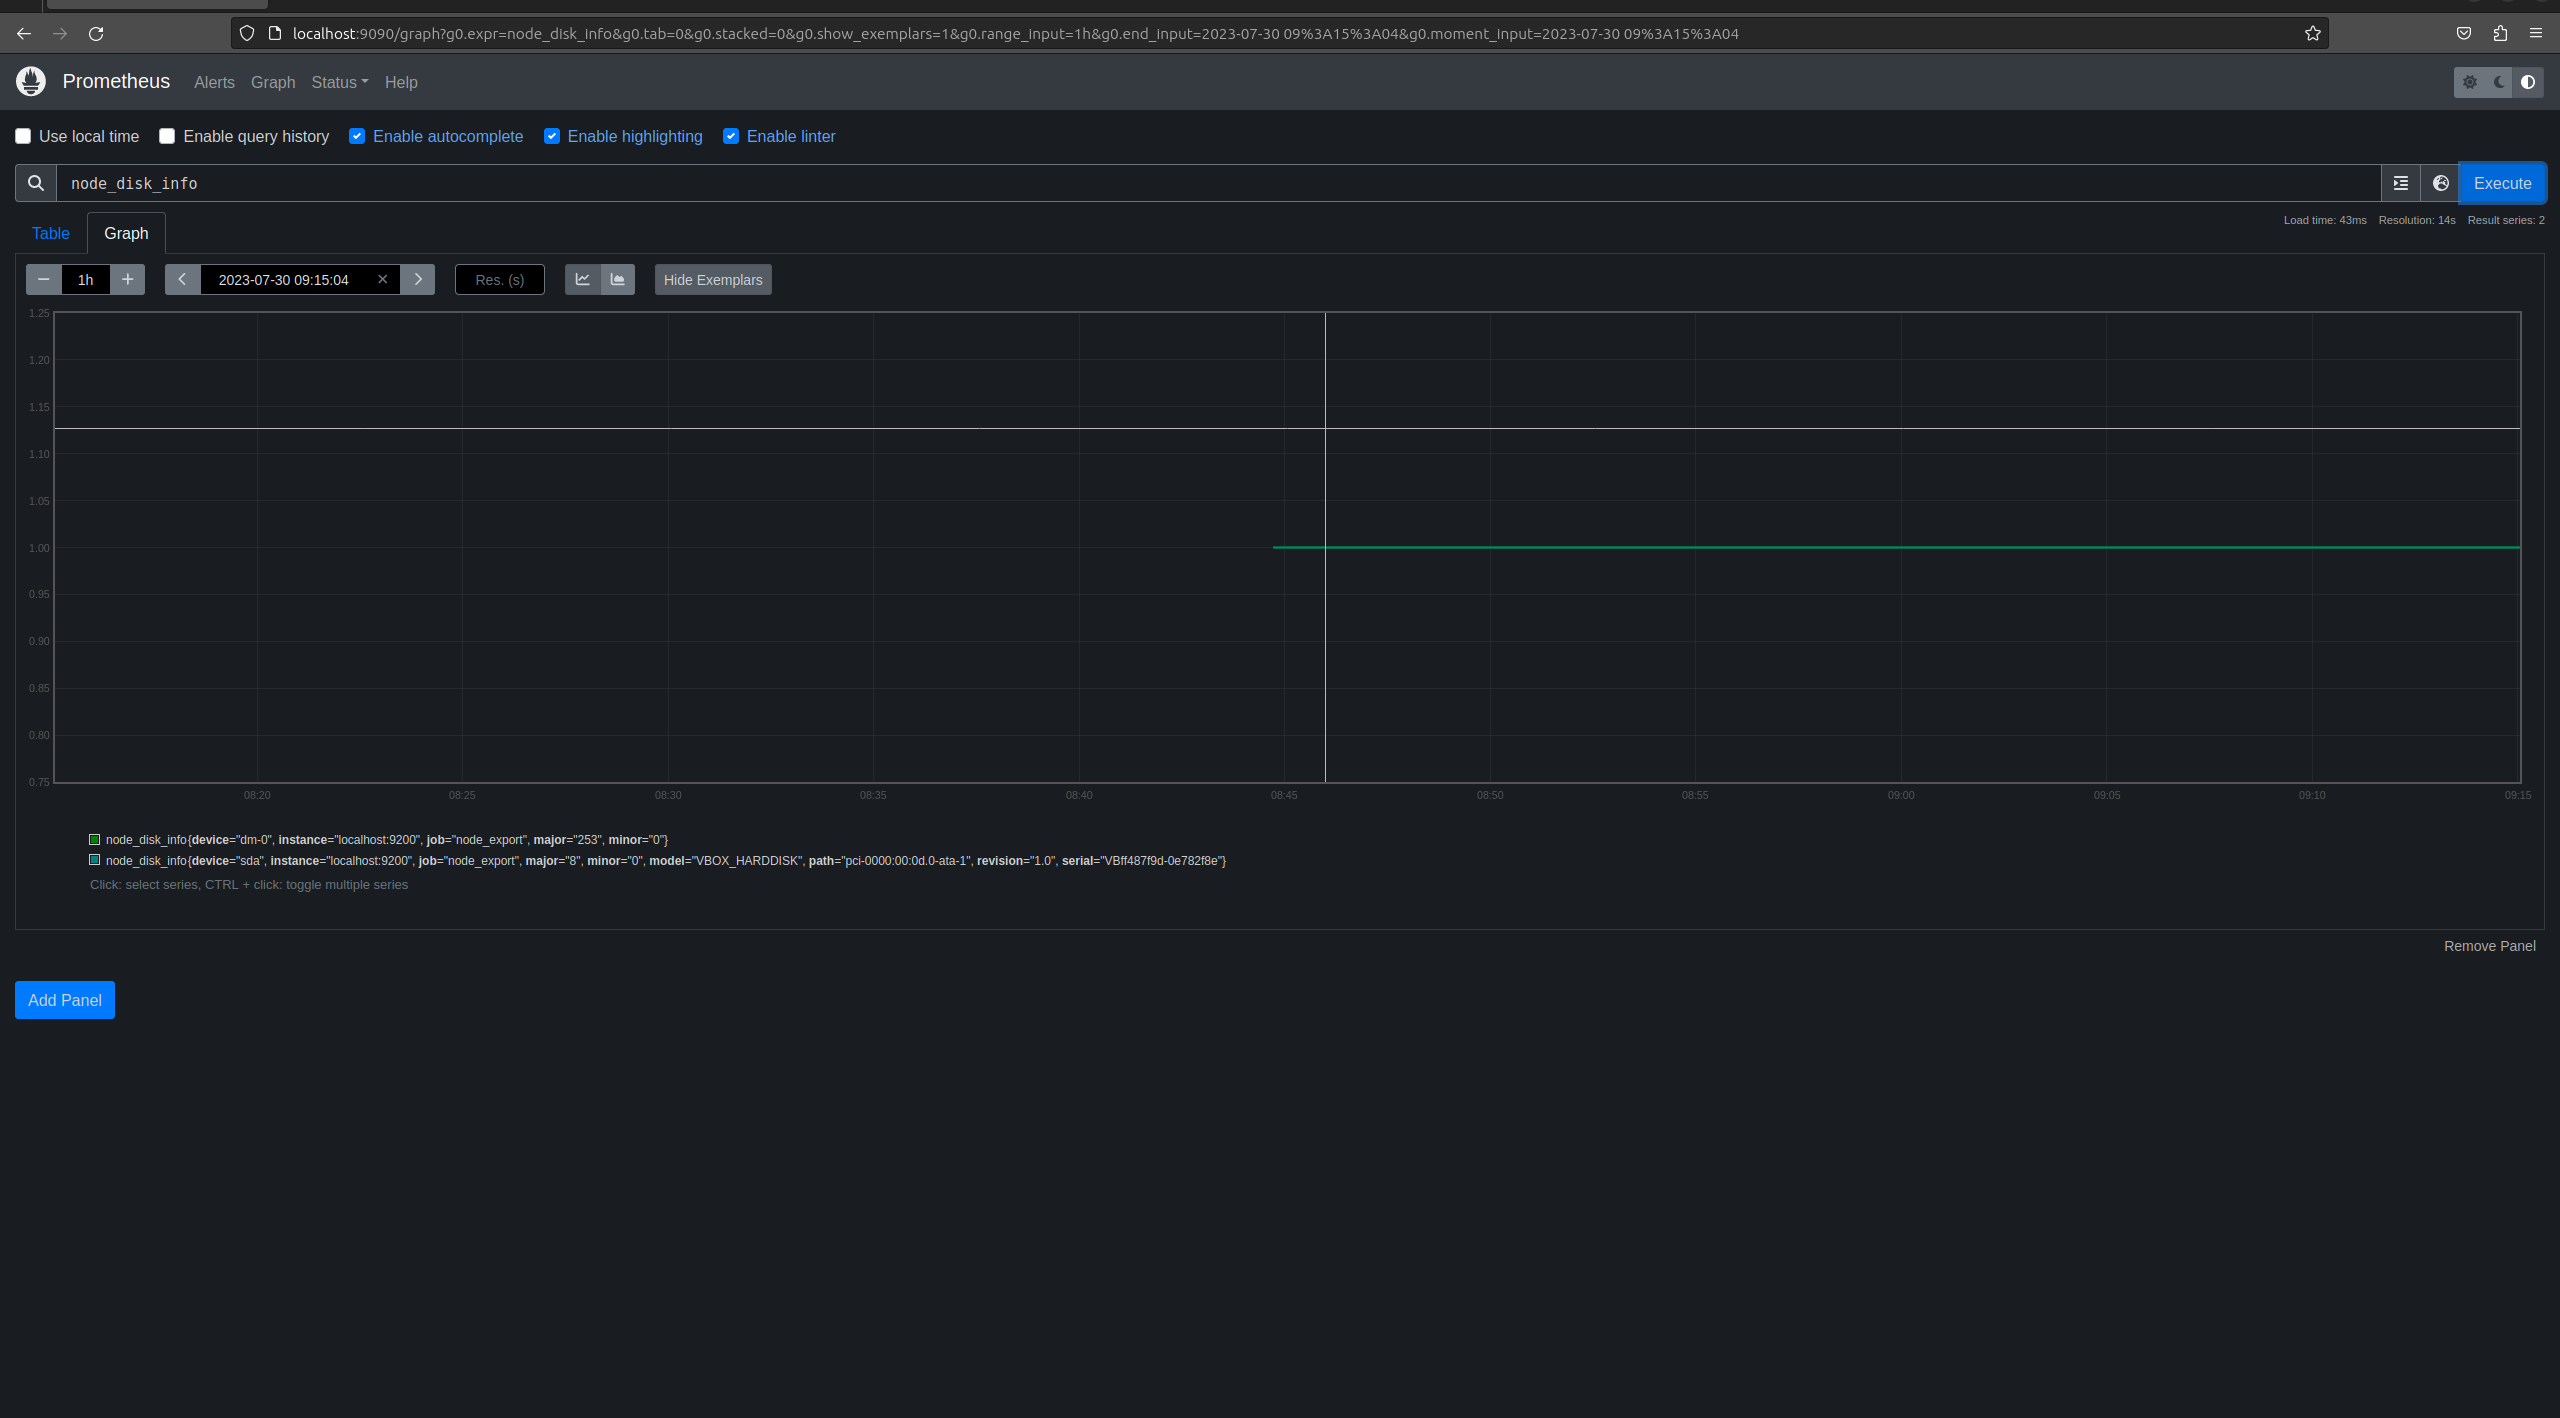 localhost:9090/graph?g0.expr=node_disk_info&g0.tab=0&g0.stacked=0&g0.show_exemplars=1&g0.range_input=1h&g0.end_input=2023-07-30 09%3A15%3A04&g0.moment_input=2023-07-30 09%3A15%3A04
Prometheus Alerts Graph Status Help
Use local time Enable query history Enable autocomplete Enable highlighting Enable linter
node_disk_info Execute
Load time: 43ms Resolution: 14s Result series: 2
Table Graph
1h 2023-07-30 09:15:04 Res. (s) Hide Exemplars
1.25
1.20
1.15
1.10
1.05
1.00
0.95
0.90
0.85
0.80
0.75
08:20 08:25 08:30 08:35 08:40 08:45 08:50 08:55 09:00 09:05 09:10 09:15
node_disk_info{device="dm-0", instance="localhost:9200", job="node_export", major="253", minor="0"}
node_disk_info{device="sda", instance="localhost:9200", job="node_export", major="8", minor="0", model="VBOX_HARDDISK", path="pci-0000:00:0d.0-ata-1", revision="1.0", serial="VBff487f9d-0e782f8e"}
Click: select series, CTRL + click: toggle multiple series
Remove Panel
Add Panel